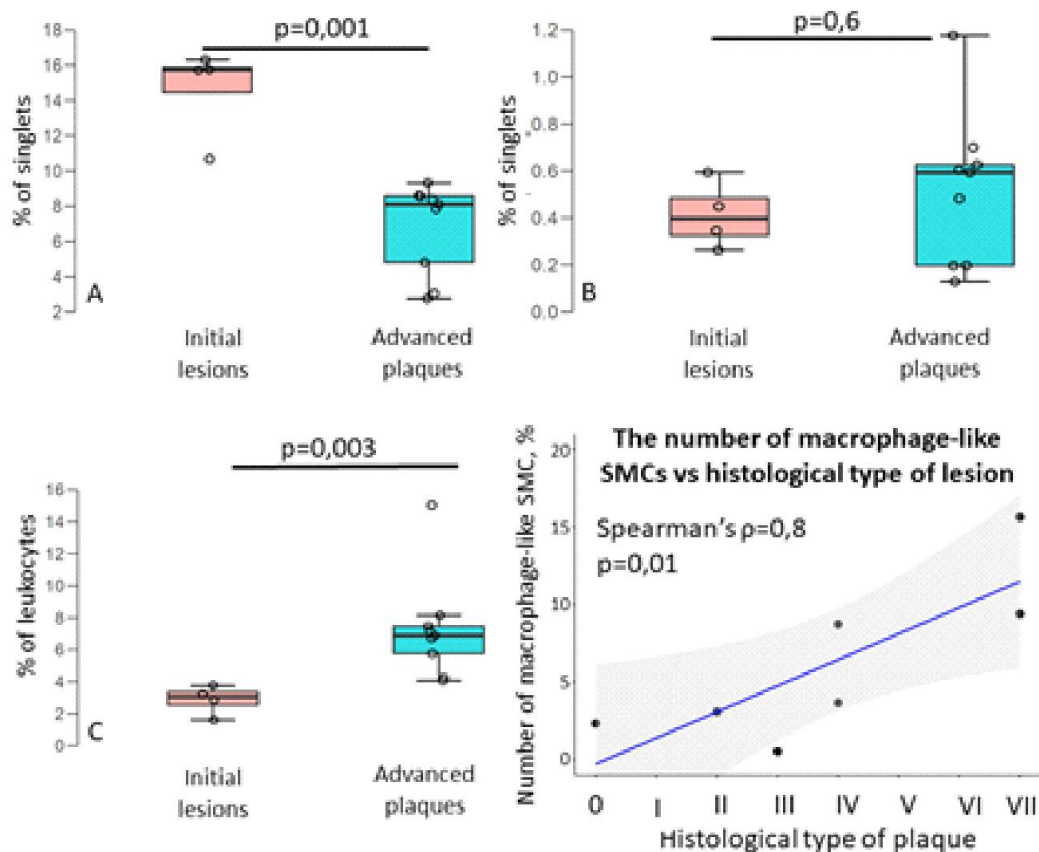 p=0,001
% of singlets
18
16
14
12
10
8
6
4
2
A
Initial
lesions
Advanced
plaques
p=0,6
% of singlets
1.2
1.0
0.8
0.6
0.4
0.2
0.0
B
Initial
lesions
Advanced
plaques
p=0,003
% of leukocytes
16
14
12
10
8
6
4
2
0
C
Initial
lesions
Advanced
plaques
The number of macrophage-like
SMCs vs histological type of lesion
Spearman's ρ=0,8
p=0,01
Number of macrophage-like SMC, %
20
15
10
5
0
0 I II III IV V VI VII
Histological type of plaque